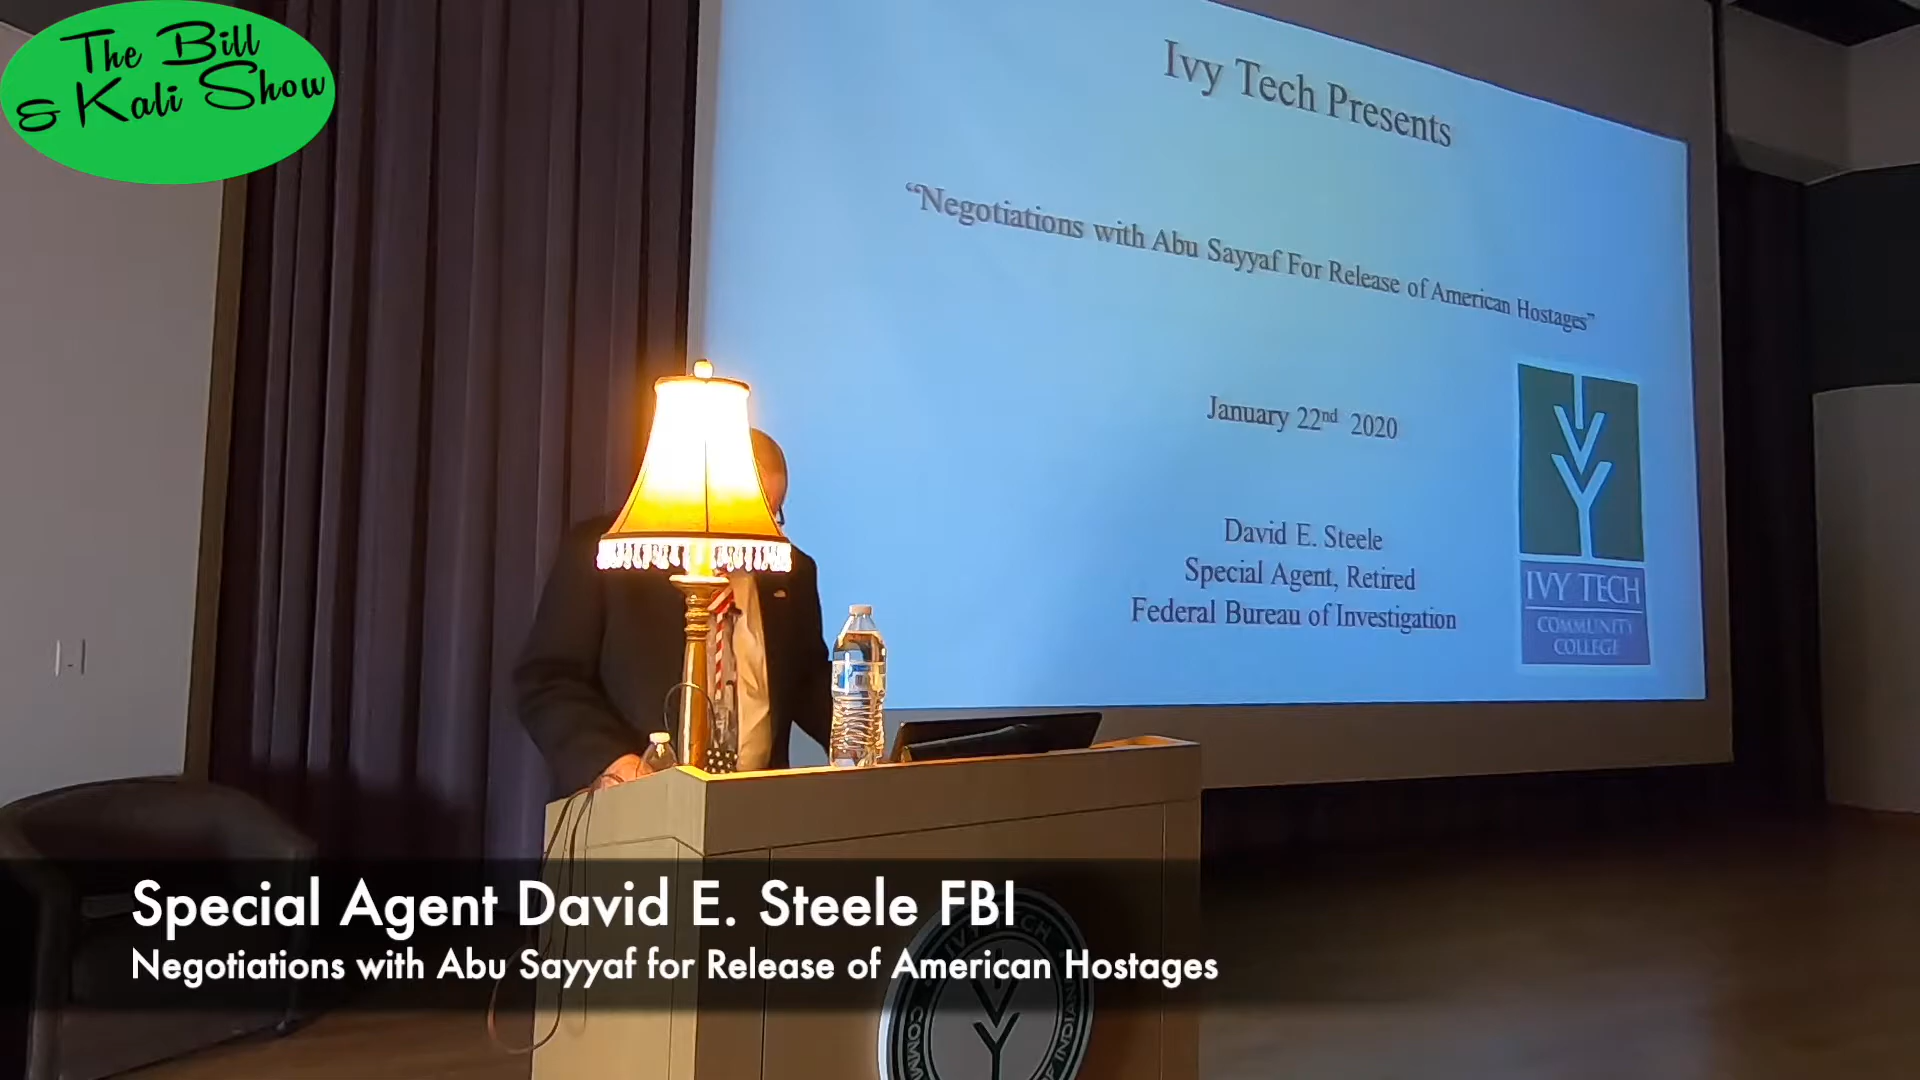 The Bill
& Kali Show
Ivy Tech Presents
“Negotiations with Abu Sayyaf For Release of American Hostages”
January 22nd 2020
David E. Steele
Special Agent, Retired
Federal Bureau of Investigation
IVY TECH
COMMUNITY
COLLEGE
Special Agent David E. Steele FBI
Negotiations with Abu Sayyaf for Release of American Hostages
IVY TECH